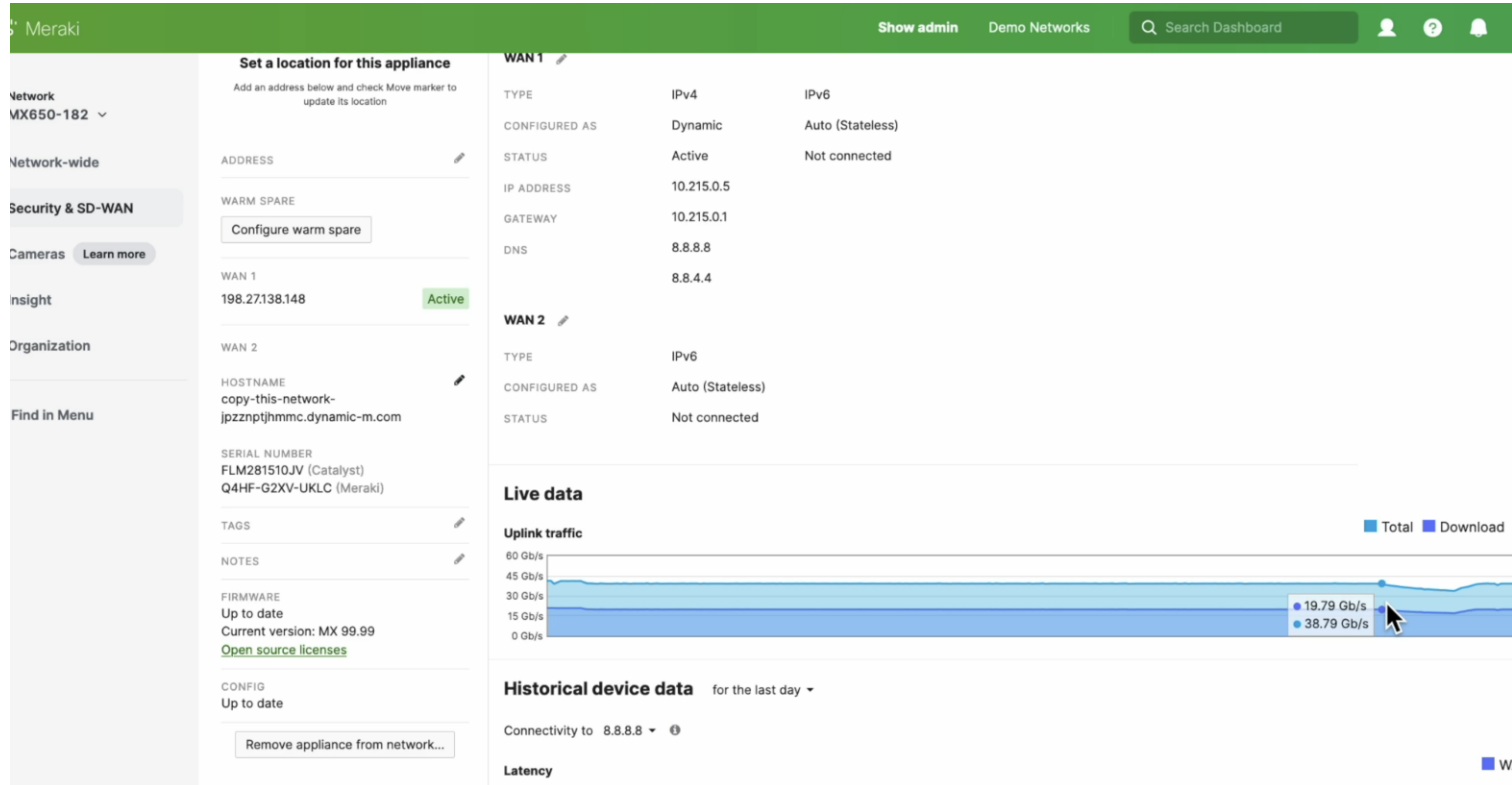 Meraki
Show admin
Demo Networks
Search Dashboard
?
Network
MX650-182
Network-wide
Security & SD-WAN
Cameras Learn more
Insight
Organization
Find in Menu
Set a location for this appliance
Add an address below and check Move marker to
update its location
ADDRESS
WARM SPARE
Configure warm spare
WAN 1
198.27.138.148 Active
WAN 2
HOSTNAME
copy-this-network-
jpzznptjhmmc.dynamic-m.com
SERIAL NUMBER
FLM281510JV (Catalyst)
Q4HF-G2XV-UKLC (Meraki)
TAGS
NOTES
FIRMWARE
Up to date
Current version: MX 99.99
Open source licenses
CONFIG
Up to date
Remove appliance from network...
WAN 1
TYPE IPv4 IPv6
CONFIGURED AS Dynamic Auto (Stateless)
STATUS Active Not connected
IP ADDRESS 10.215.0.5
GATEWAY 10.215.0.1
DNS 8.8.8.8
8.8.4.4
WAN 2
TYPE IPv6
CONFIGURED AS Auto (Stateless)
STATUS Not connected
Live data
Uplink traffic
Total Download
60 Gb/s
45 Gb/s
30 Gb/s
15 Gb/s
0 Gb/s
19.79 Gb/s
38.79 Gb/s
Historical device data for the last day
Connectivity to 8.8.8.8
Latency
W